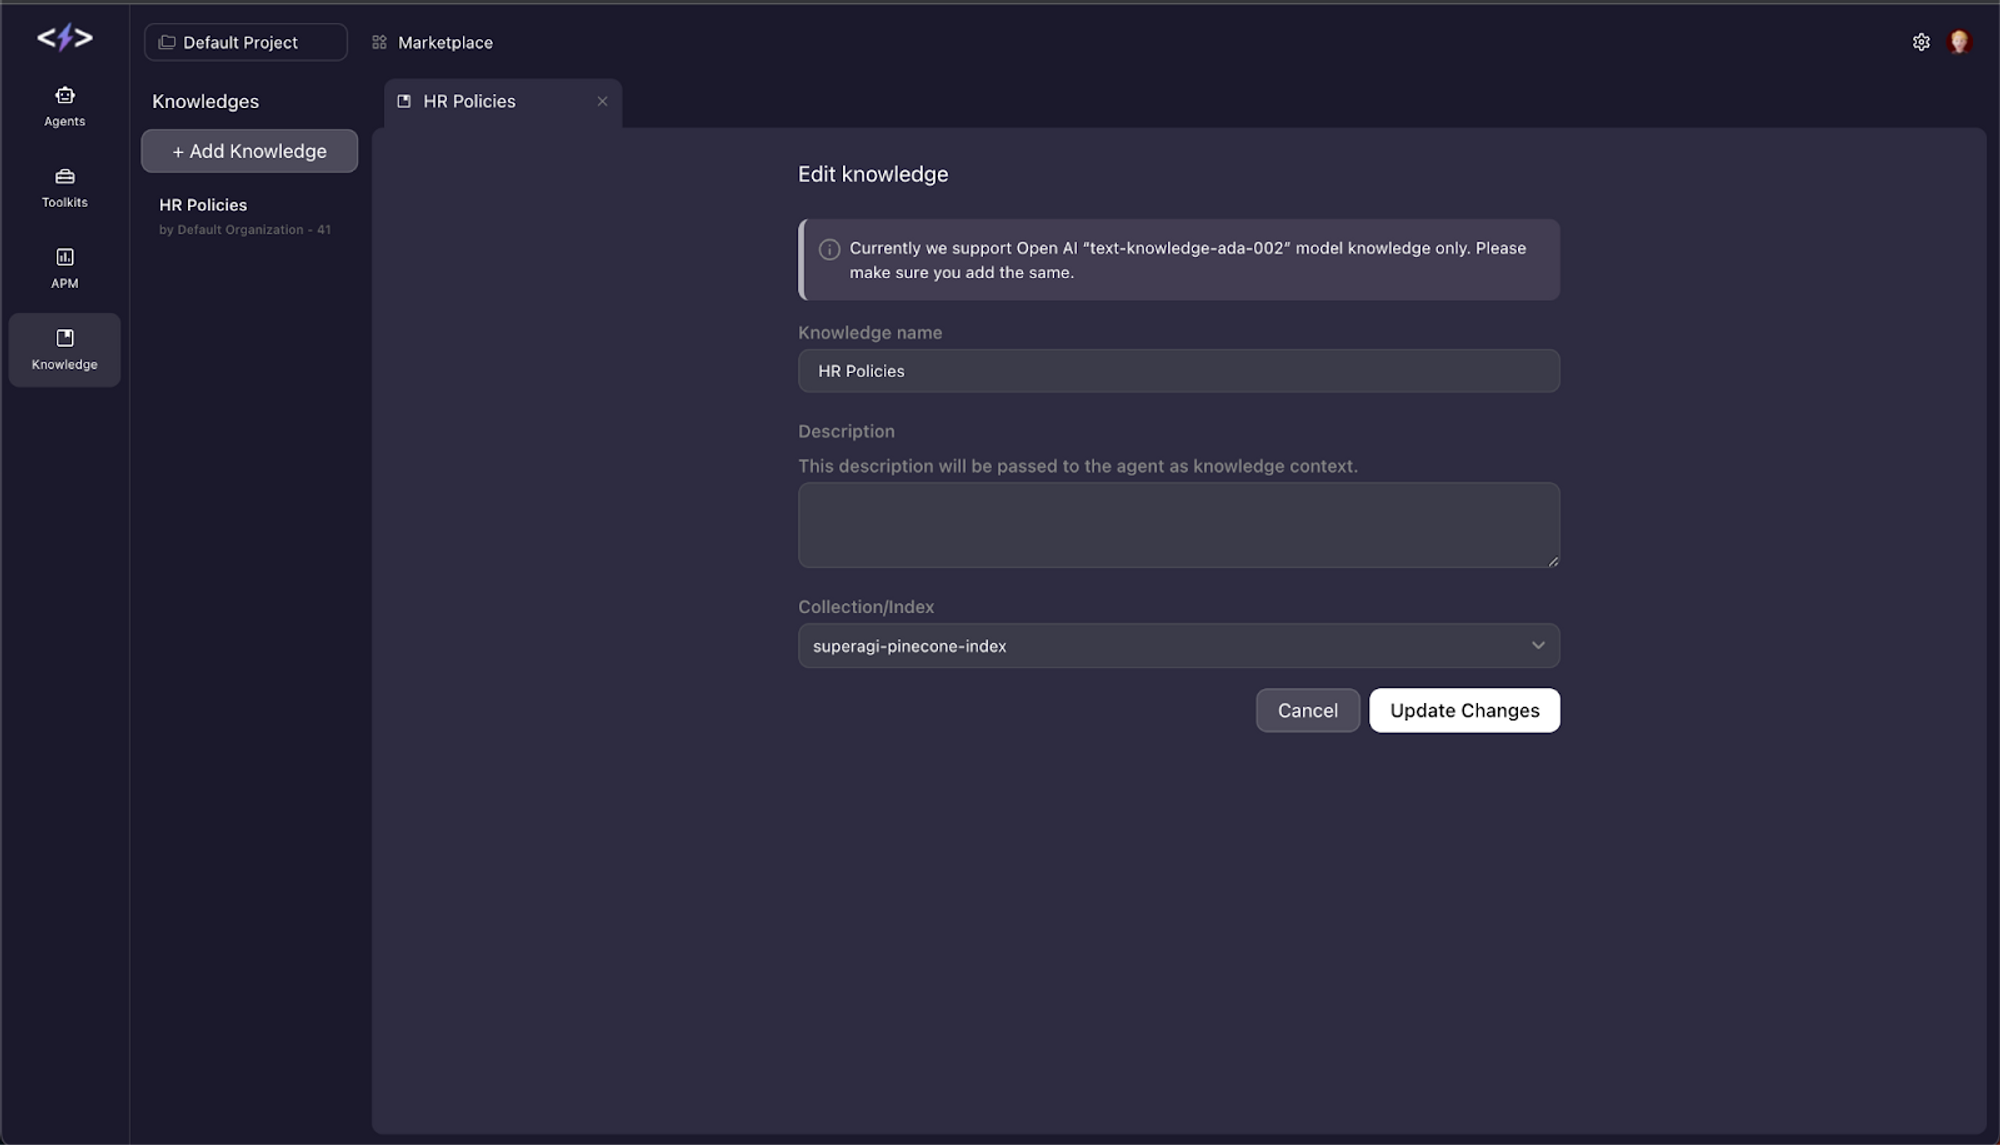 Default Project
Marketplace
Agents
Toolkits
APM
Knowledge
Knowledges
+ Add Knowledge
HR Policies
by Default Organization - 41
HR Policies
Edit knowledge
Currently we support Open AI “text-knowledge-ada-002” model knowledge only. Please
make sure you add the same.
Knowledge name
HR Policies
Description
This description will be passed to the agent as knowledge context.
Collection/Index
superagi-pinecone-index
Cancel
Update Changes